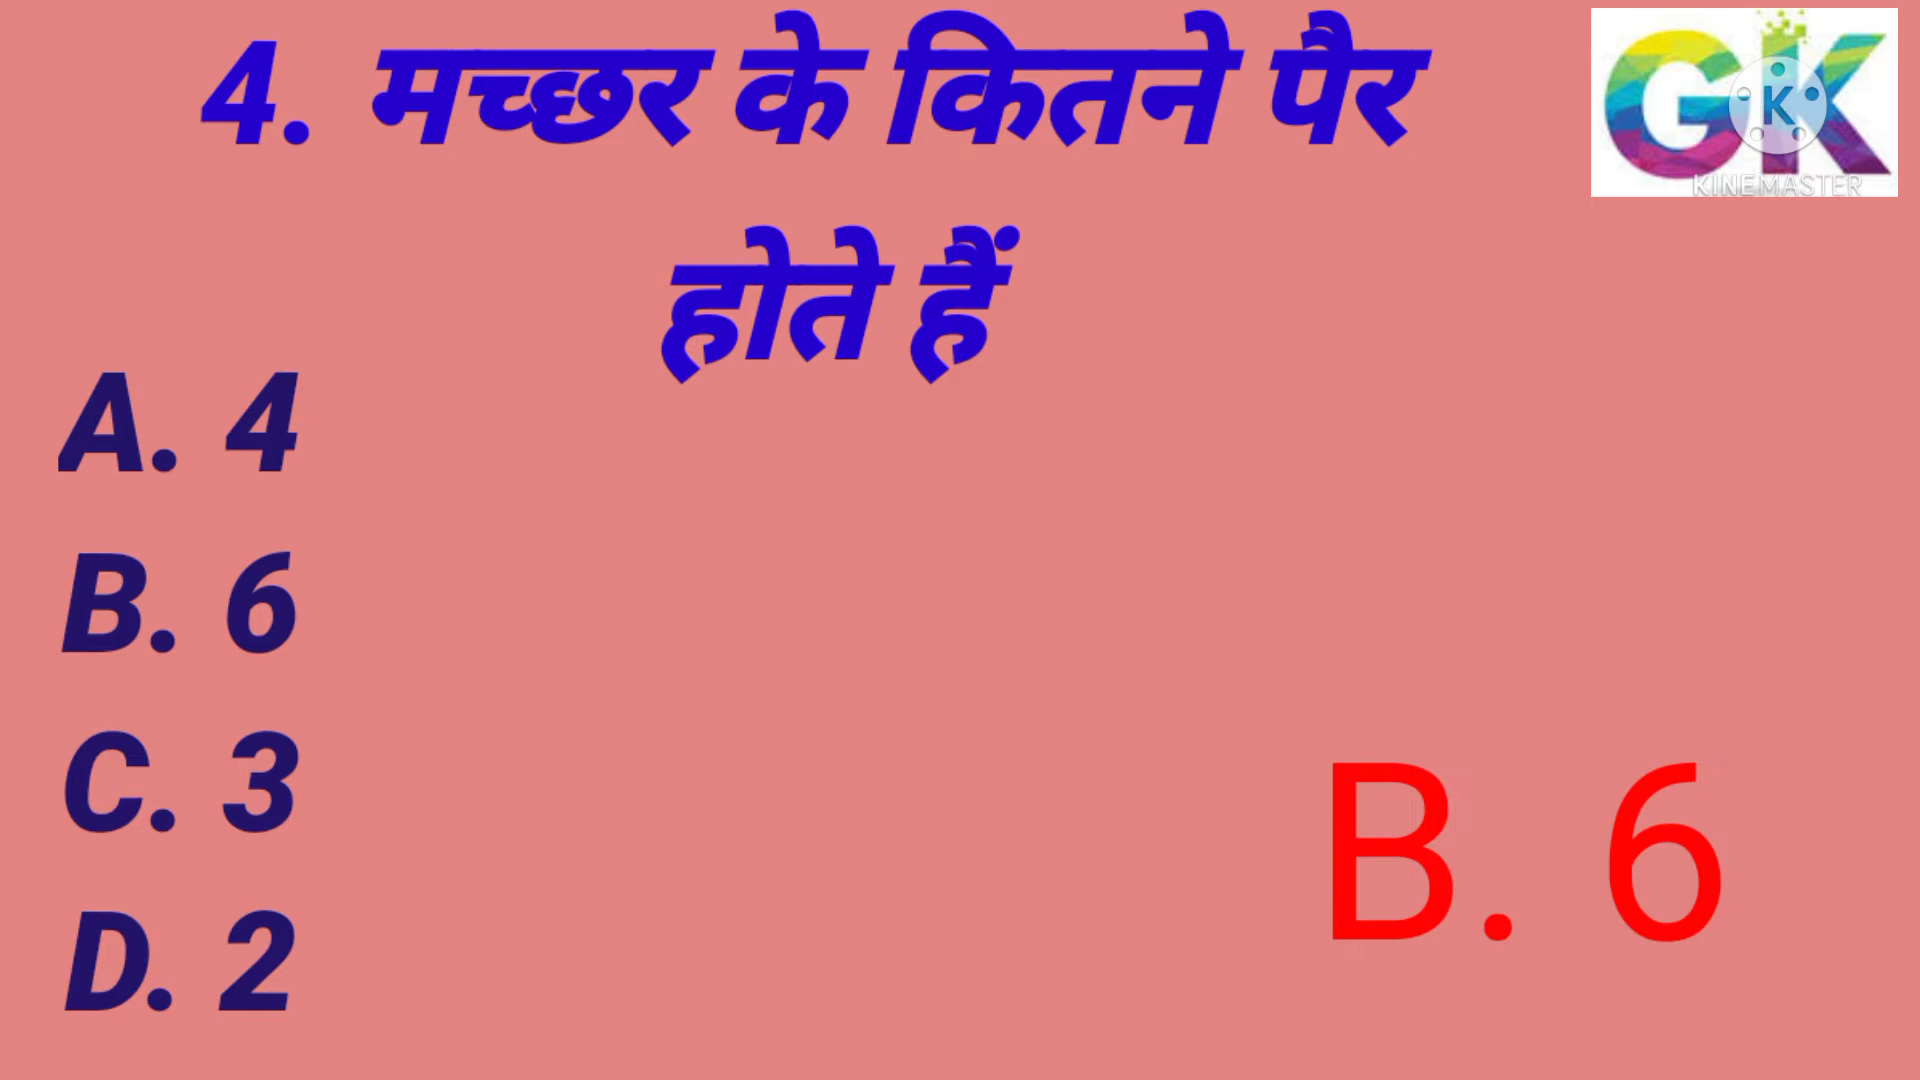 4. मच्छर के कितने पैर
होते हैं
GK
K
KINEMASTER
A. 4
B. 6
C. 3
D. 2
B. 6